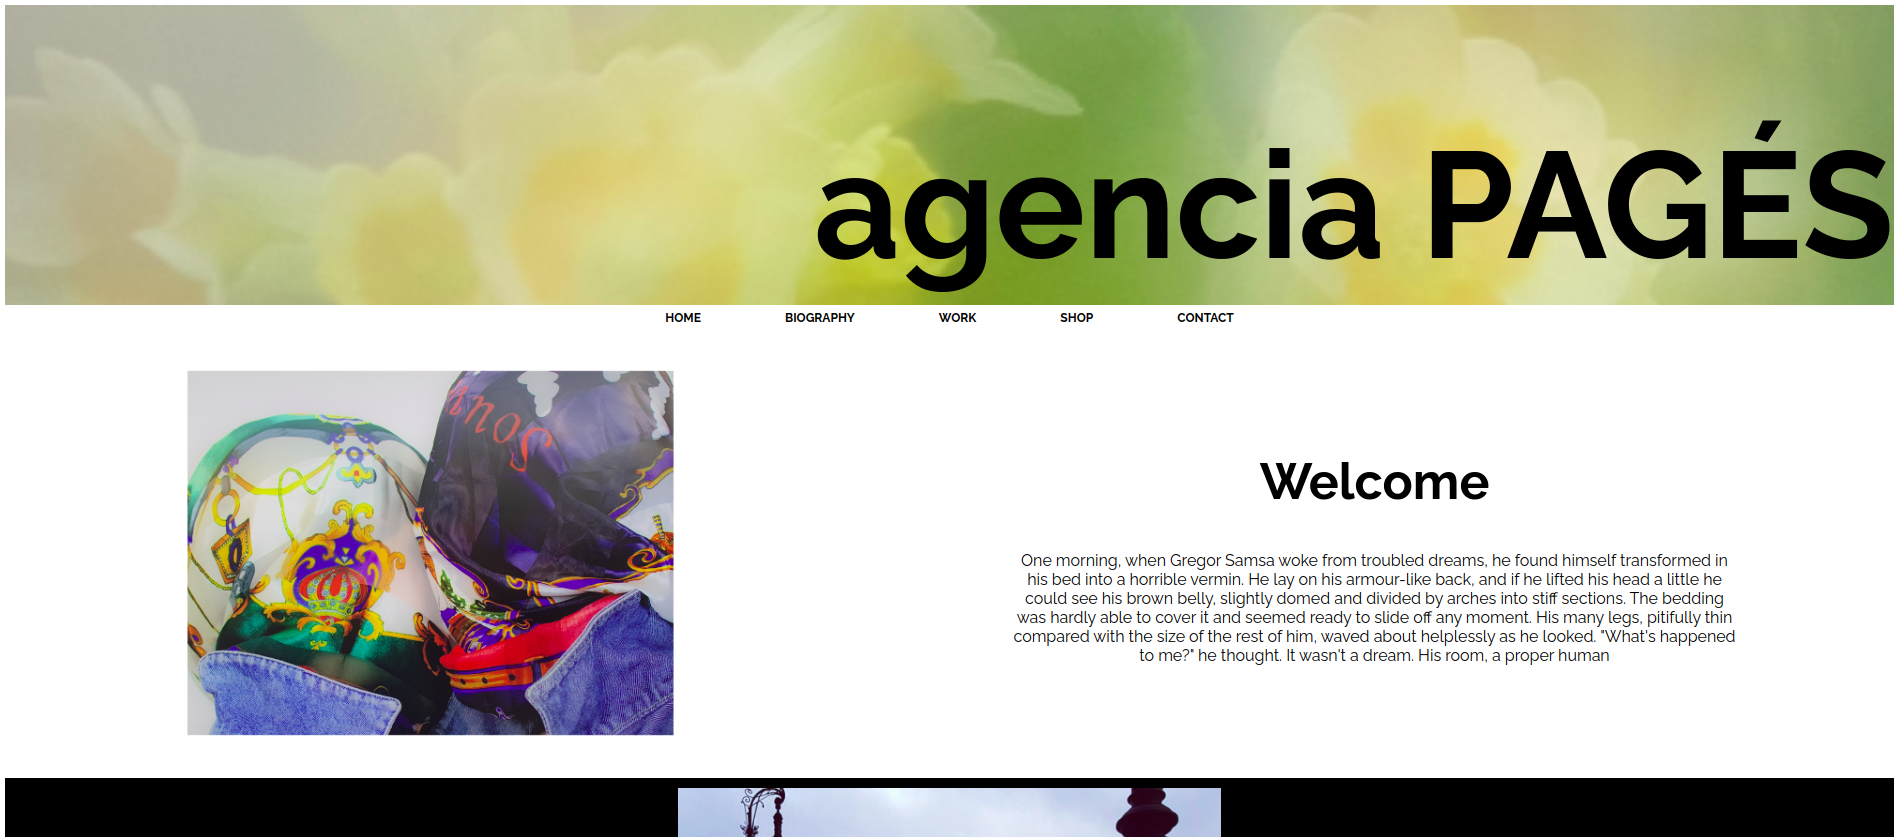 agencia PAGÉS
HOME BIOGRAPHY WORK SHOP CONTACT
Welcome
One morning, when Gregor Samsa woke from troubled dreams, he found himself transformed in
his bed into a horrible vermin. He lay on his armour-like back, and if he lifted his head a little he
could see his brown belly, slightly domed and divided by arches into stiff sections. The bedding
was hardly able to cover it and seemed ready to slide off any moment. His many legs, pitifully thin
compared with the size of the rest of him, waved about helplessly as he looked. "What's happened
to me?" he thought. It wasn't a dream. His room, a proper human